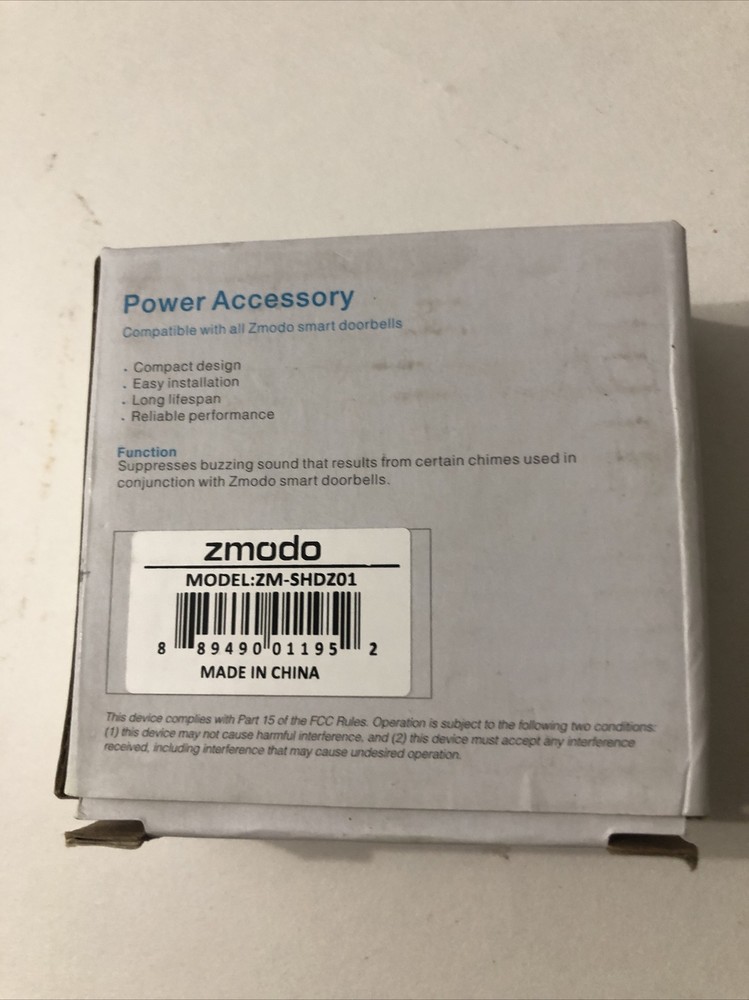 Power Accessory
Compatible with all Zmodo smart doorbells
. Compact design
. Easy installation
. Long lifespan
. Reliable performance
Function
Suppresses buzzing sound that results from certain chimes used in
conjunction with Zmodo smart doorbells.
zmodo
MODEL:ZM-SHDZ01
8 89490 01195 2
MADE IN CHINA
This device complies with Part 15 of the FCC Rules. Operation is subject to the following two conditions:
(1) this device may not cause harmful interference, and (2) this device must accept any interference
received, including interference that may cause undesired operation.